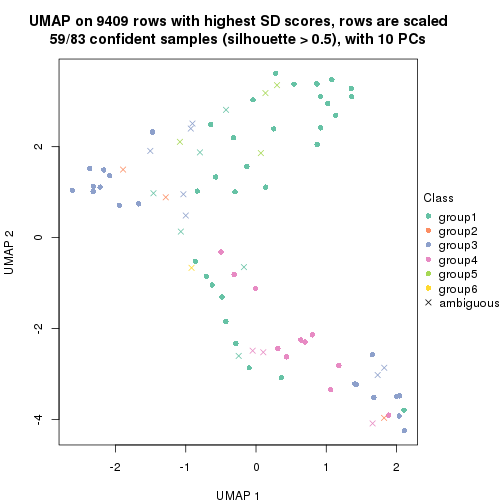 UMAP on 9409 rows with highest SD scores, rows are scaled
59/83 confident samples (silhouette > 0.5), with 10 PCs
UMAP 2
2
0
-2
-4
-2
-1
0
1
2
UMAP 1
Class
group1
group2
group3
group4
group5
group6
ambiguous